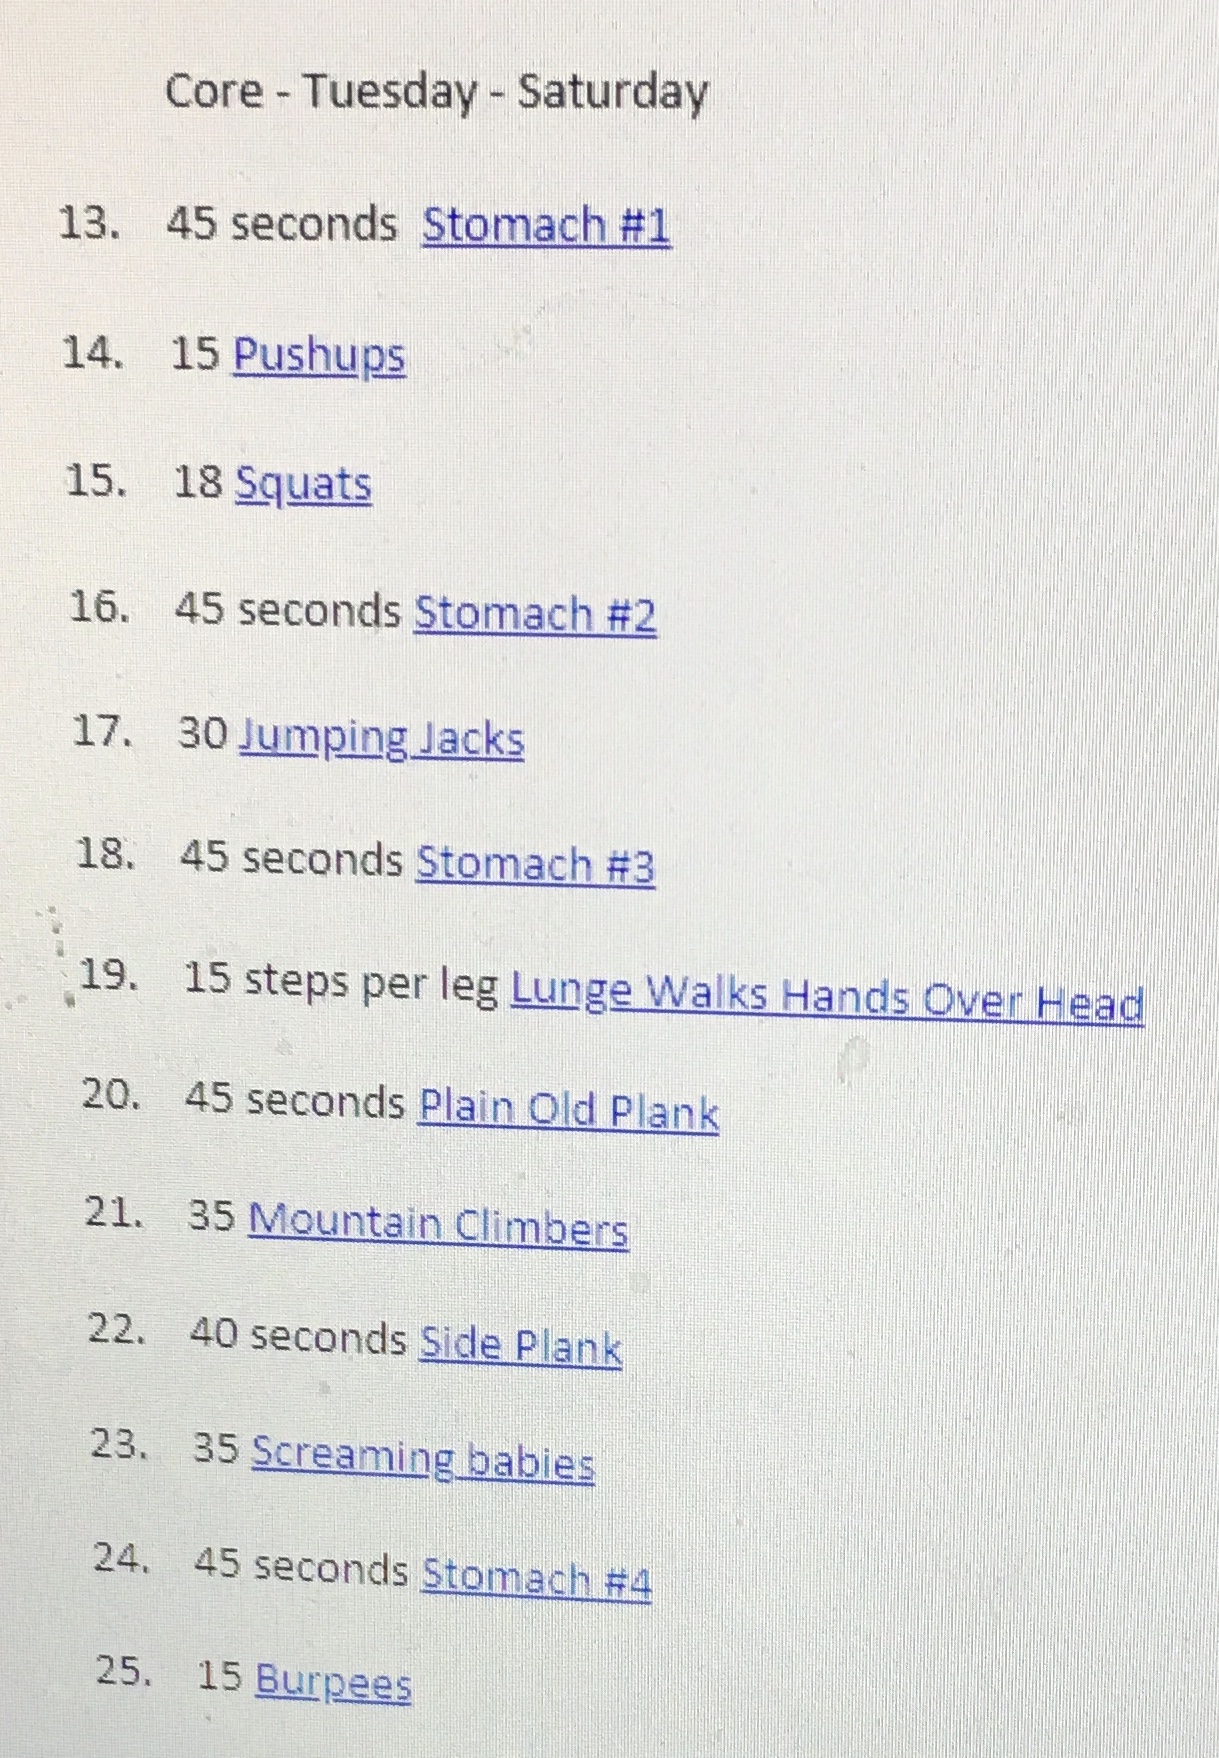 Core - Tuesday - Saturday
13. 45 seconds Stomach #1
14. 15 Pushups
15. 18 Squats
16. 45 seconds Stomach #2
17. 30 Jumping Jacks
18. 45 seconds Stomach #3
19. 15 steps per leg Lunge Walks Hands Over Head
20. 45 seconds Plain Old Plank
21. 35 Mountain Climbers
22. 40 seconds Side Plank
23. 35 Screaming babies
24. 45 seconds Stomach #4
25. 15 Burpees